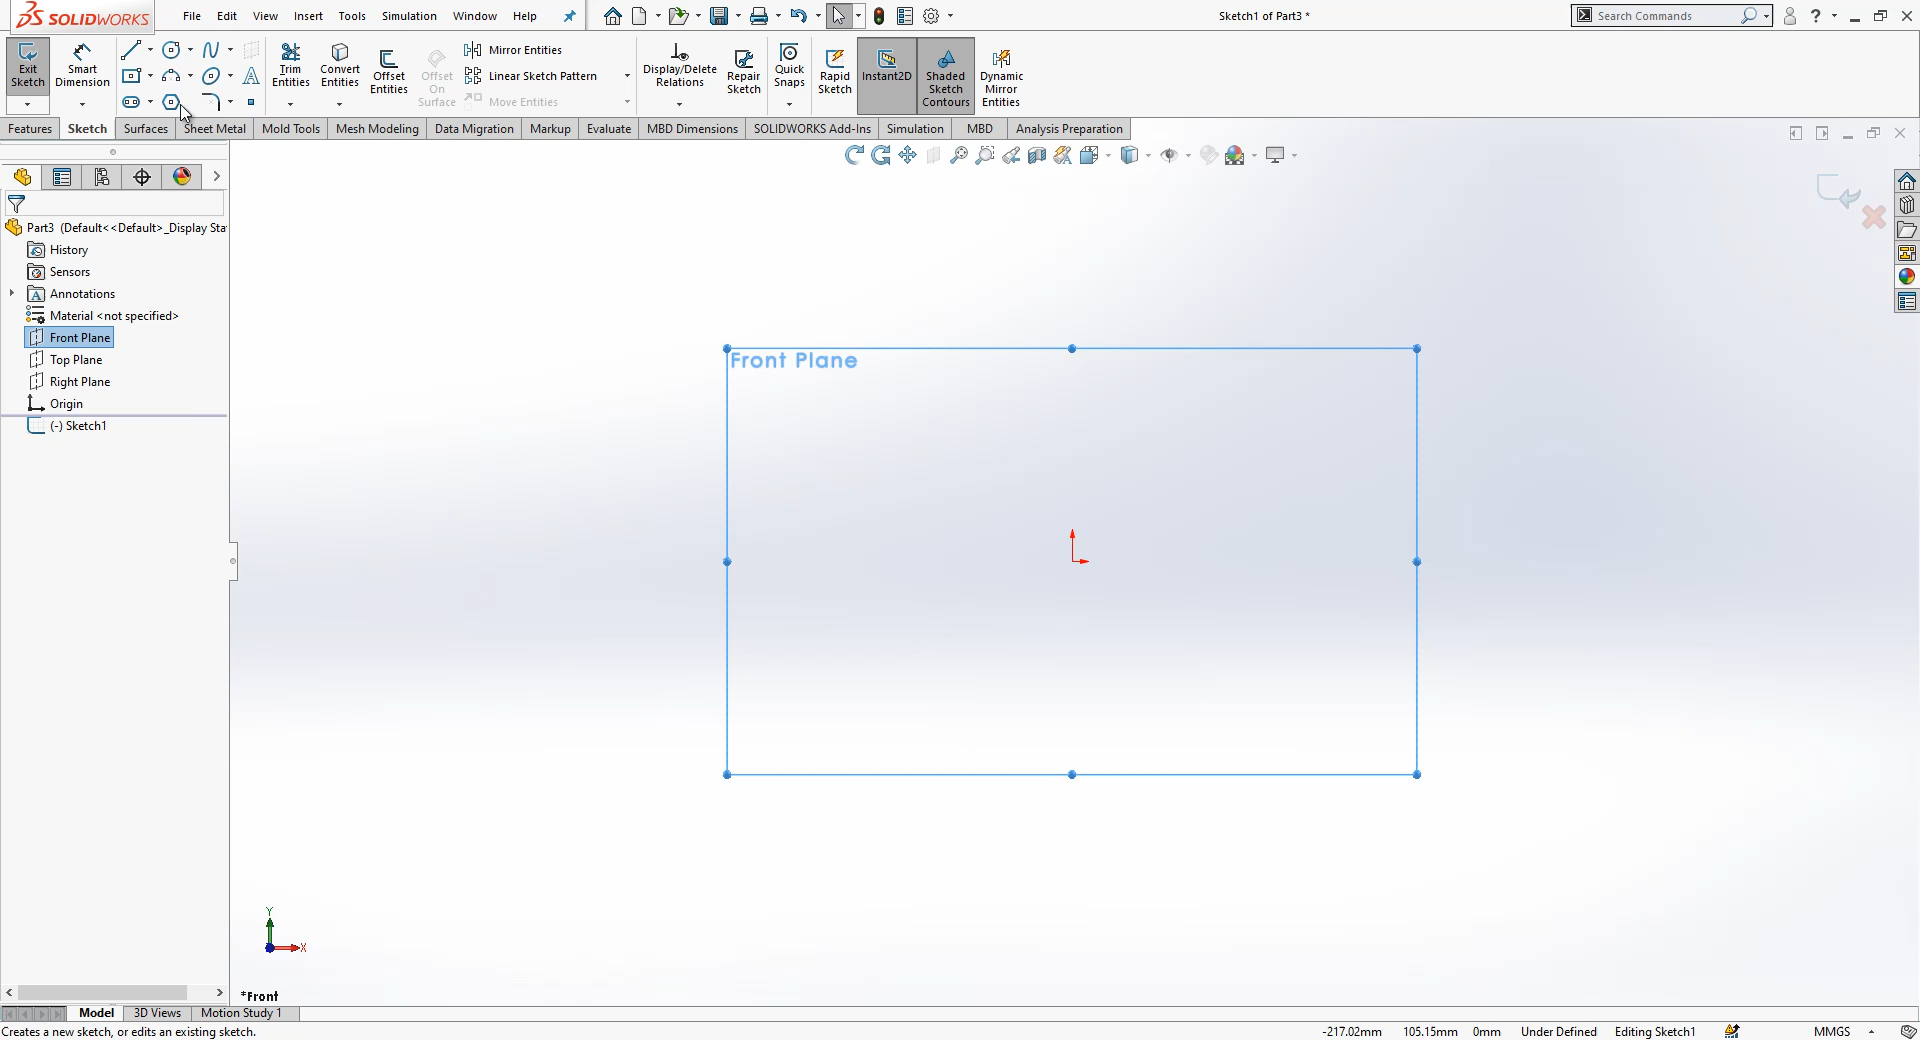 SOLIDWORKS File Edit View Insert Tools Simulation Window Help Sketch1 of Part3 * Search Commands ?
Exit Sketch
Smart Dimension
Trim Entities
Convert Entities
Offset Entities
Offset On Surface
Mirror Entities
Linear Sketch Pattern
Move Entities
Display/Delete Relations
Repair Sketch
Quick Snaps
Rapid Sketch
Instant2D
Shaded Sketch Contours
Dynamic Mirror Entities
Features Sketch Surfaces Sheet Metal Mold Tools Mesh Modeling Data Migration Markup Evaluate MBD Dimensions SOLIDWORKS Add-Ins Simulation MBD Analysis Preparation
Part3 (Default<<Default>_Display Sta
History
Sensors
Annotations
Material <not specified>
Front Plane
Top Plane
Right Plane
Origin
(-) Sketch1
Front Plane
Y
X
*Front
Model 3D Views Motion Study 1
Creates a new sketch, or edits an existing sketch. -217.02mm 105.15mm 0mm Under Defined Editing Sketch1 MMGS